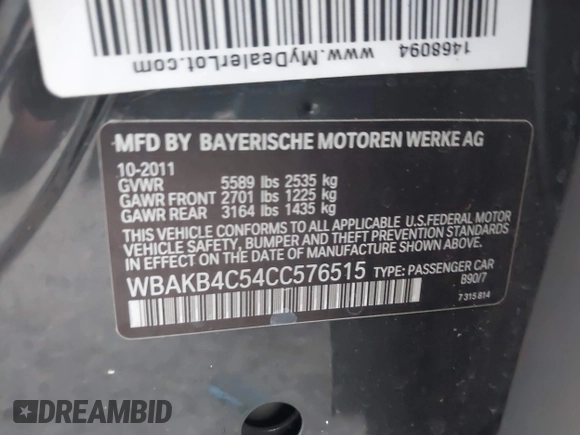 1468094
www.MyDealerLot.com
MFD BY BAYERISCHE MOTOREN WERKE AG
10-2011
GVWR 5589 lbs 2535 kg
GAWR FRONT 2701 lbs 1225 kg
GAWR REAR 3164 lbs 1435 kg
THIS VEHICLE CONFORMS TO ALL APPLICABLE U.S.FEDERAL MOTOR
VEHICLE SAFETY, BUMPER AND THEFT PREVENTION STANDARDS
IN EFFECT ON THE DATE OF MANUFACTURE SHOWN ABOVE.
WBAKB4C54CC576515 TYPE: PASSENGER CAR
B90/7
7 315 814
DREAMBID